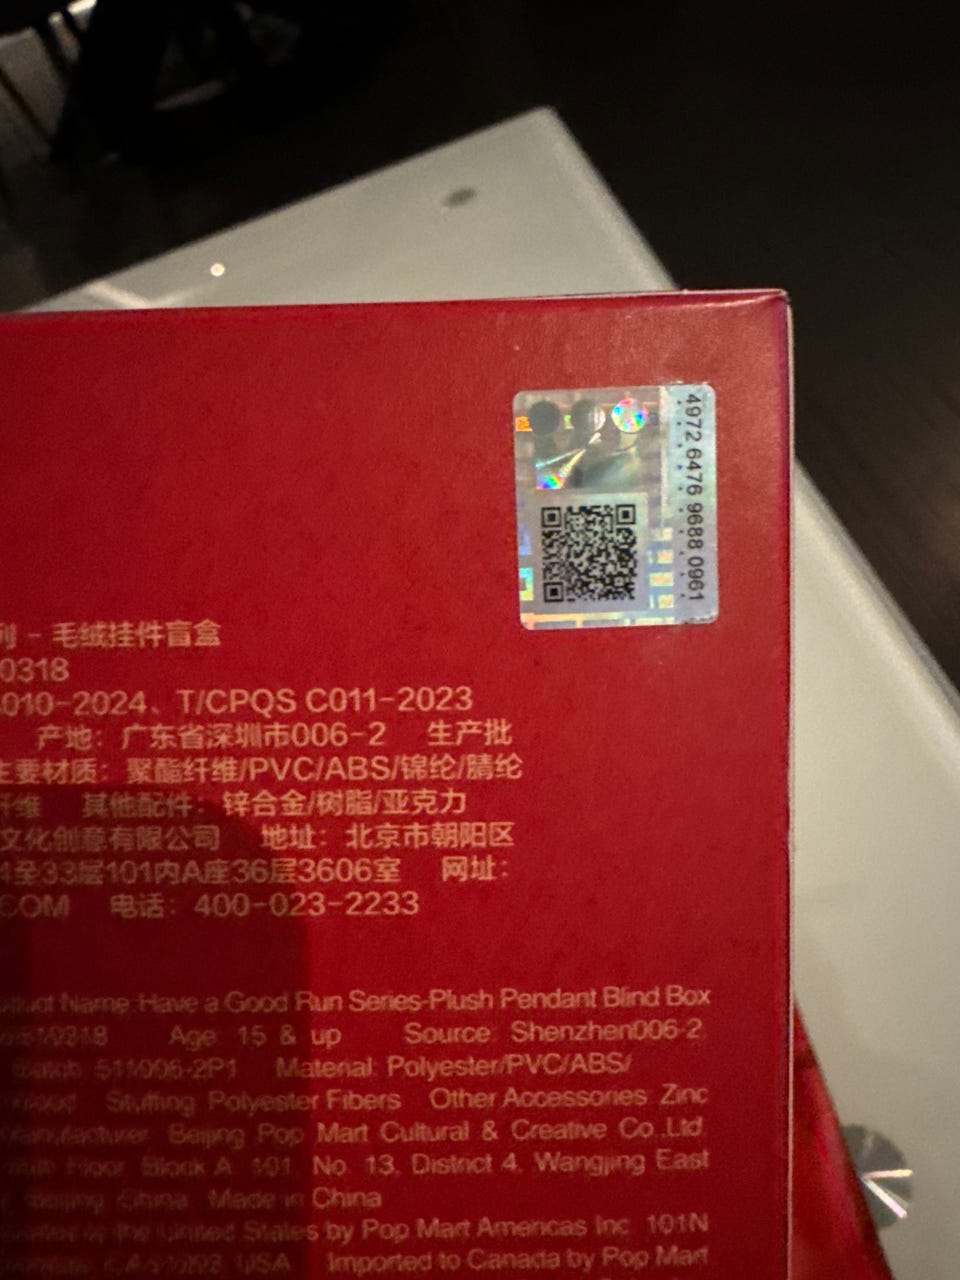 4972 6476 9688 0961
列 - 毛绒挂件盲盒
0318
010-2024、T/CPQS C011-2023
产地：广东省深圳市006-2 生产批
主要材质：聚酯纤维/PVC/ABS/锦纶/腈纶
纤维 其他配件：锌合金/树脂/亚克力
文化创意有限公司 地址：北京市朝阳区
4至33层101内A座36层3606室 网址：
COM 电话：400-023-2233
Name:Have a Good Run Series-Plush Pendant Blind Box
0318 Age: 15 & up Source: Shenzhen006-2
511006-2P1 Material: Polyester/PVC/ABS/
Stuffing: Polyester Fibers Other Accessories: Zinc
Manufacturer: Beijing Pop Mart Cultural & Creative Co.,Ltd.
Floor, Block A, 101, No. 13, District 4, Wangjing East
Beijing, China Made in China
the United States by Pop Mart Americas Inc. 101N
USA Imported to Canada by Pop Mart